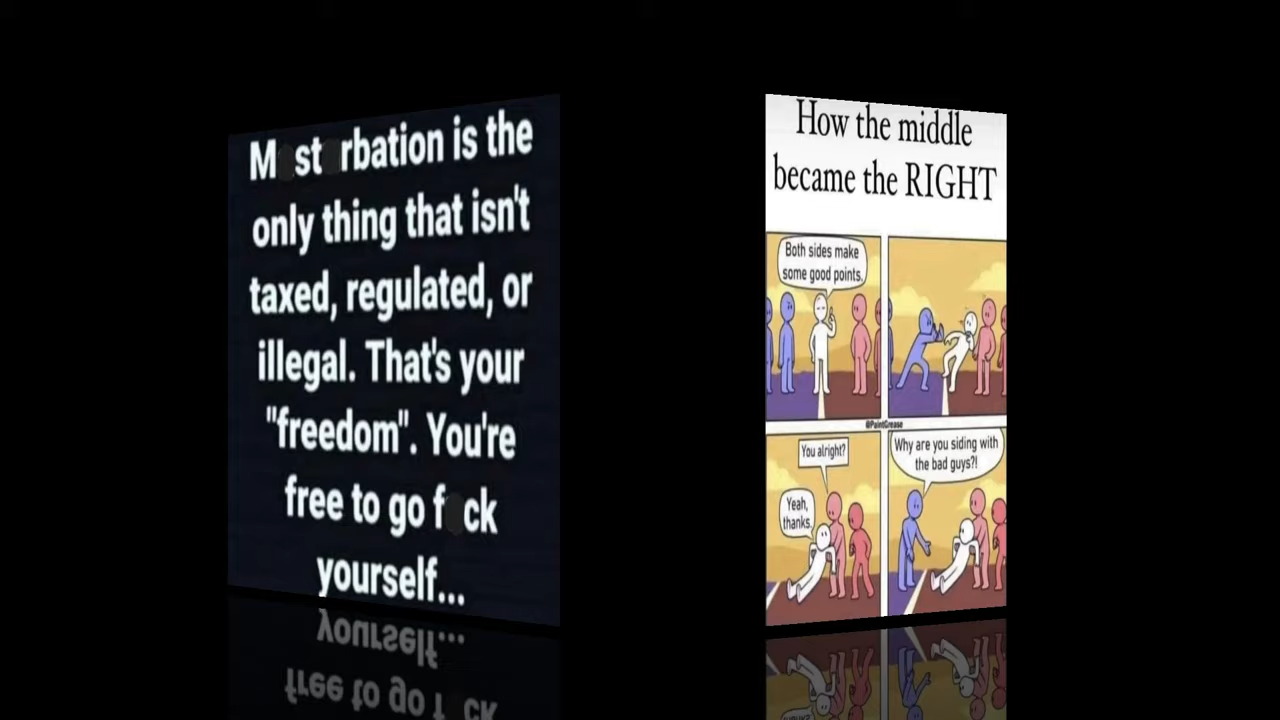 M st rbation is the
only thing that isn't
taxed, regulated, or
illegal. That's your
"freedom". You're
free to go f ck
yourself...
How the middle
became the RIGHT
Both sides make
some good points.
@PaintGrease
You alright?
Yeah,
thanks.
Why are you siding with
the bad guys?!